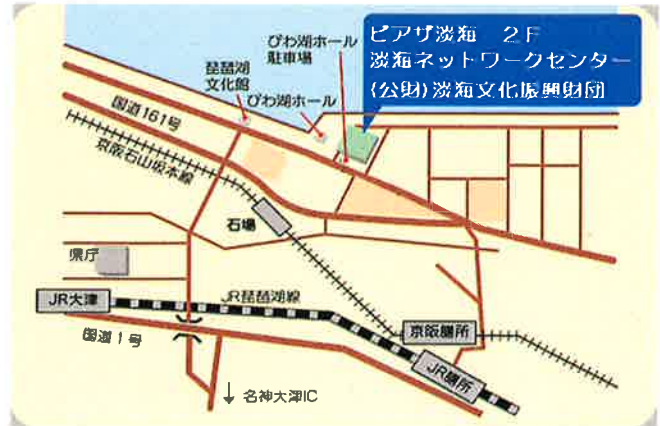 ピアザ淡海 2F
淡海ネットワークセンター
(公財)淡海文化振興財団
びわ湖ホール
駐車場
琵琶湖
文化館
びわ湖ホール
国道161号
京阪石山坂本線
石場
県庁
JR大津
JR琵琶湖線
国道1号
京阪膳所
JR膳所
↓ 名神大津IC